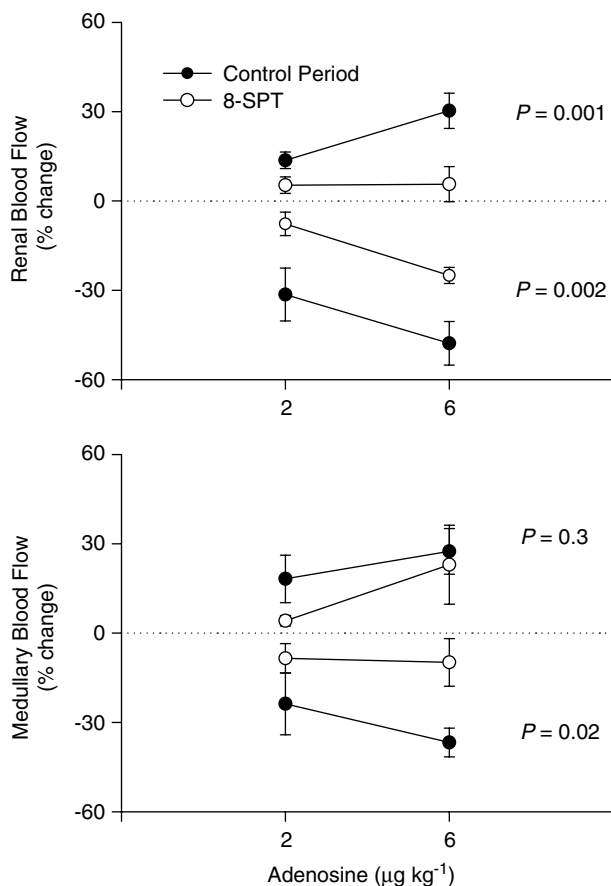 60
Control Period
8-SPT
30
P = 0.001
0
Renal Blood Flow
(% change)
-30
P = 0.002
-60
2 6
60
30
P = 0.3
0
Medullary Blood Flow
(% change)
-30
P = 0.02
-60
2 6
Adenosine (μg kg⁻¹)